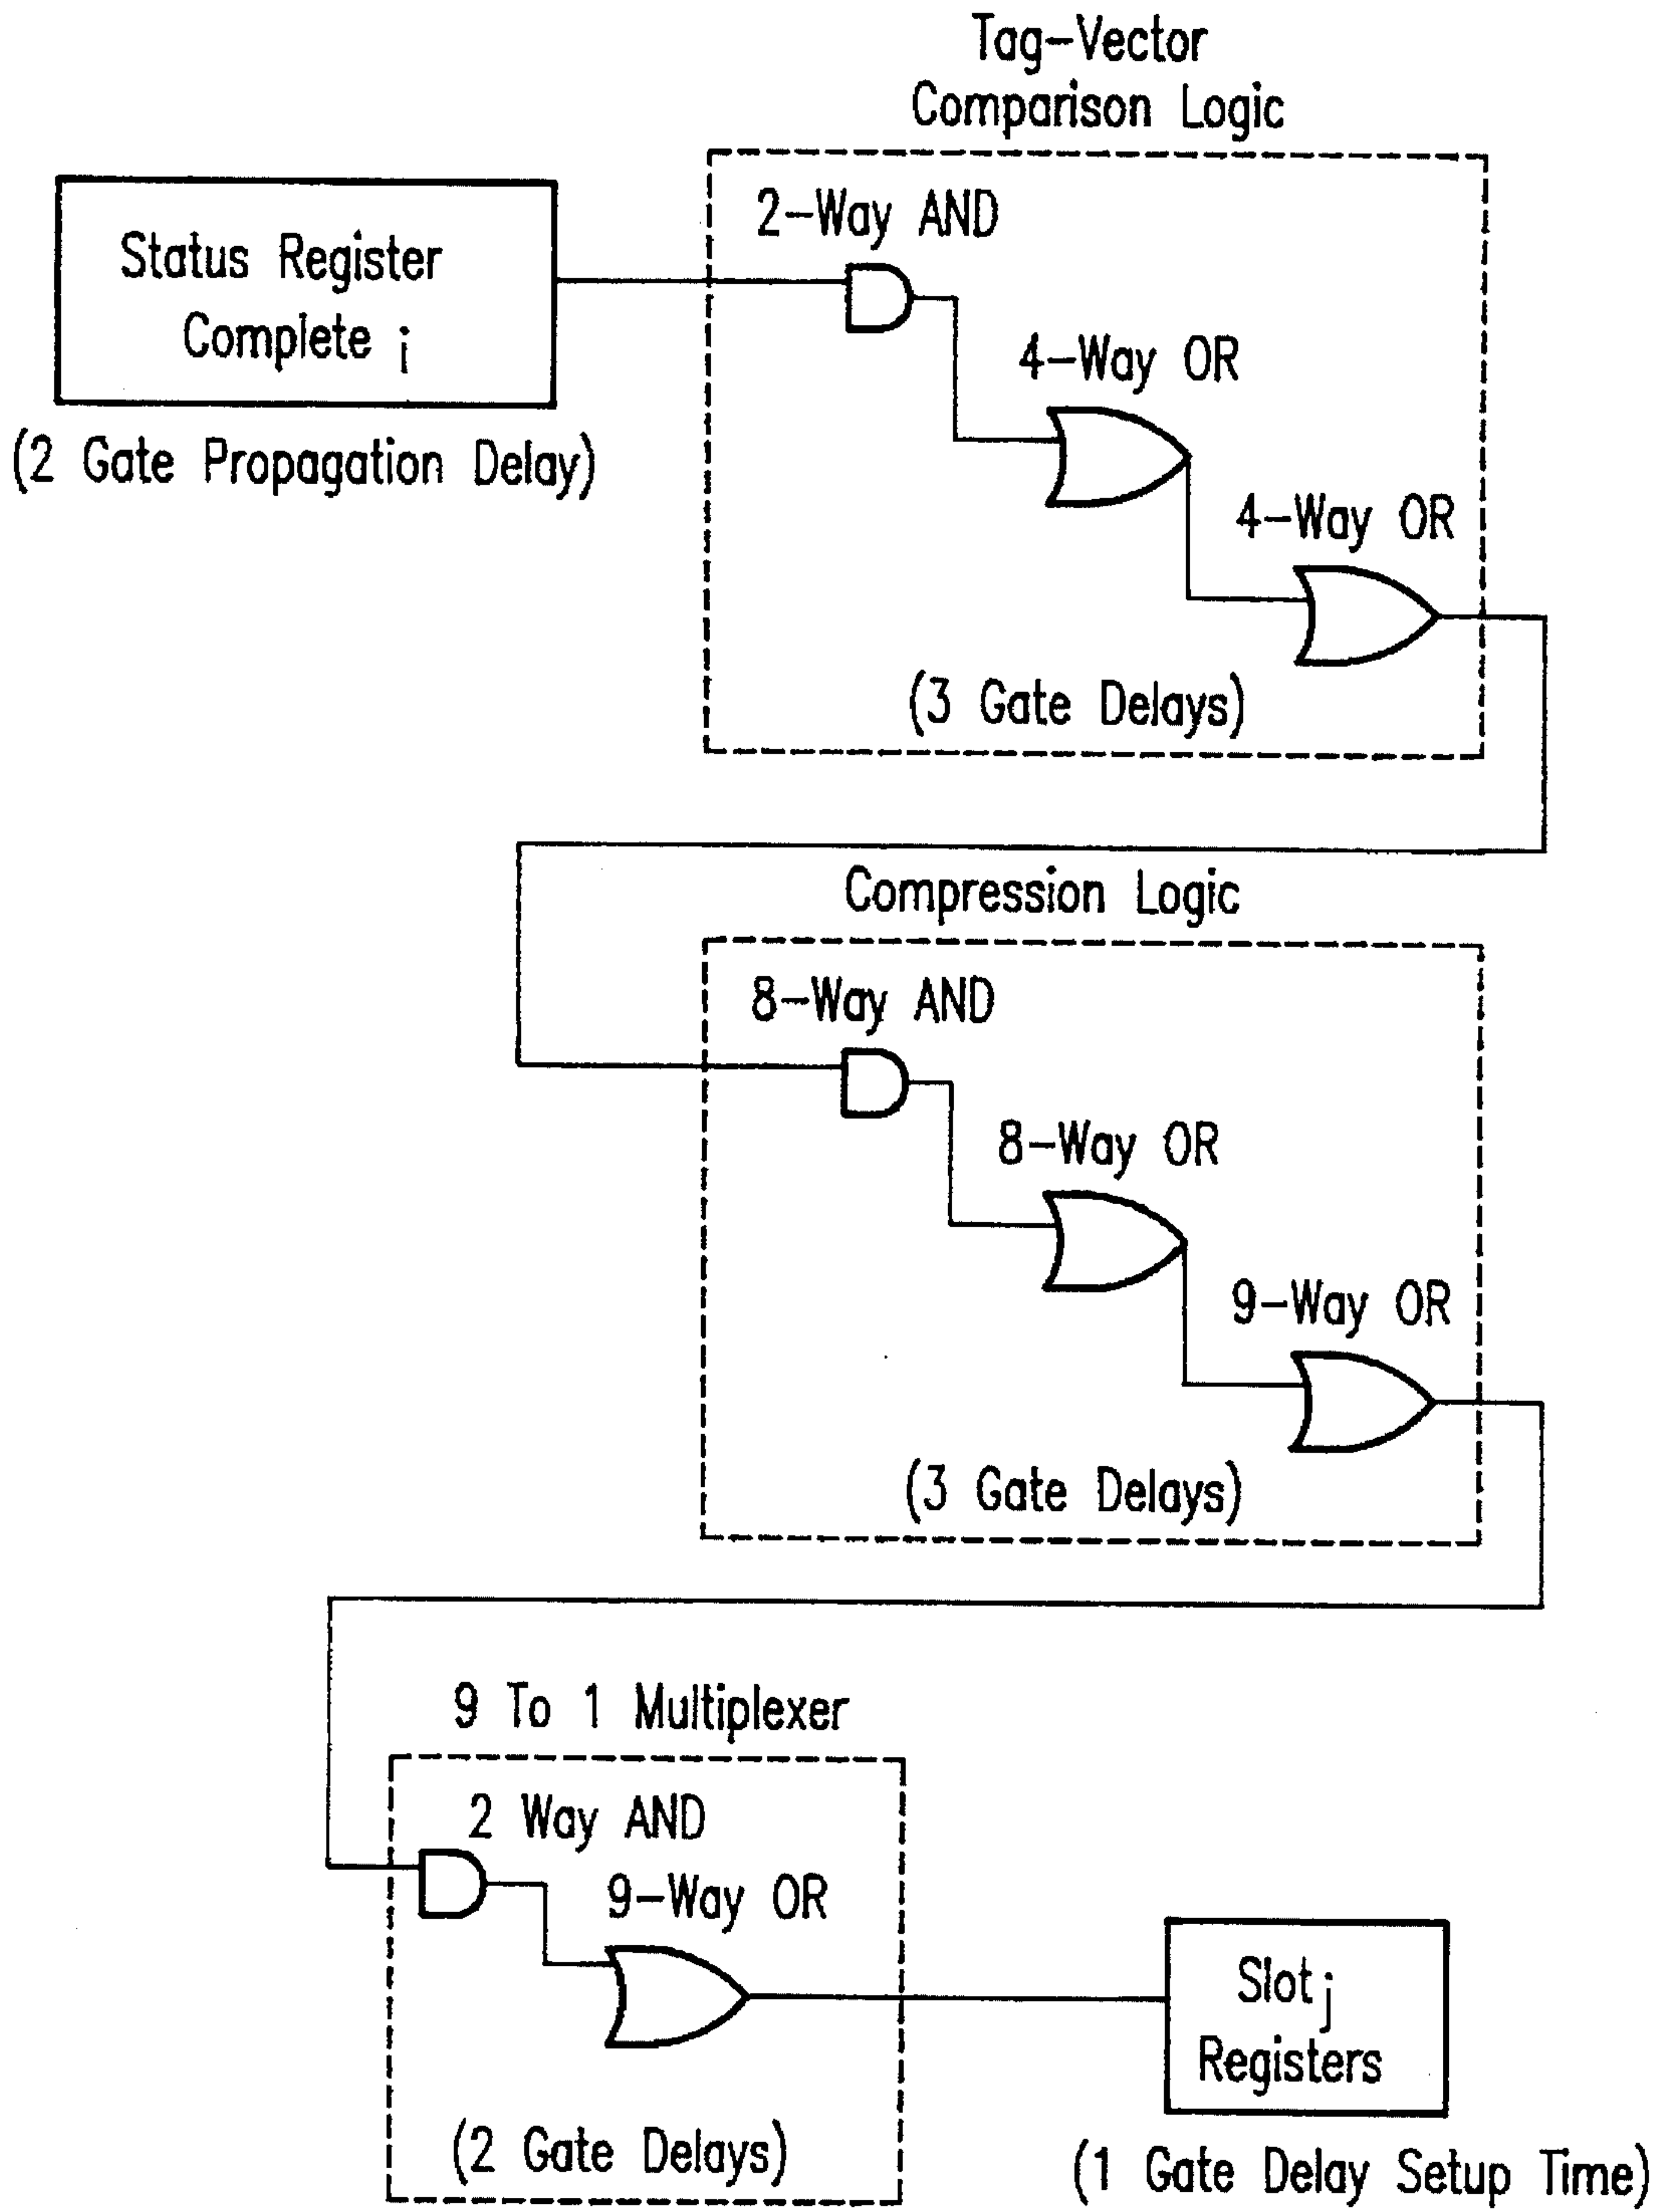 Tag-Vector
Comparison Logic
2-Way AND
Status Register
Complete i
4-Way OR
(2 Gate Propagation Delay)
4-Way OR
(3 Gate Delays)
Compression Logic
8-Way AND
8-Way OR
9-Way OR
(3 Gate Delays)
9 To 1 Multiplexer
2 Way AND
9-Way OR
Slot j
Registers
(2 Gate Delays)
(1 Gate Delay Setup Time)